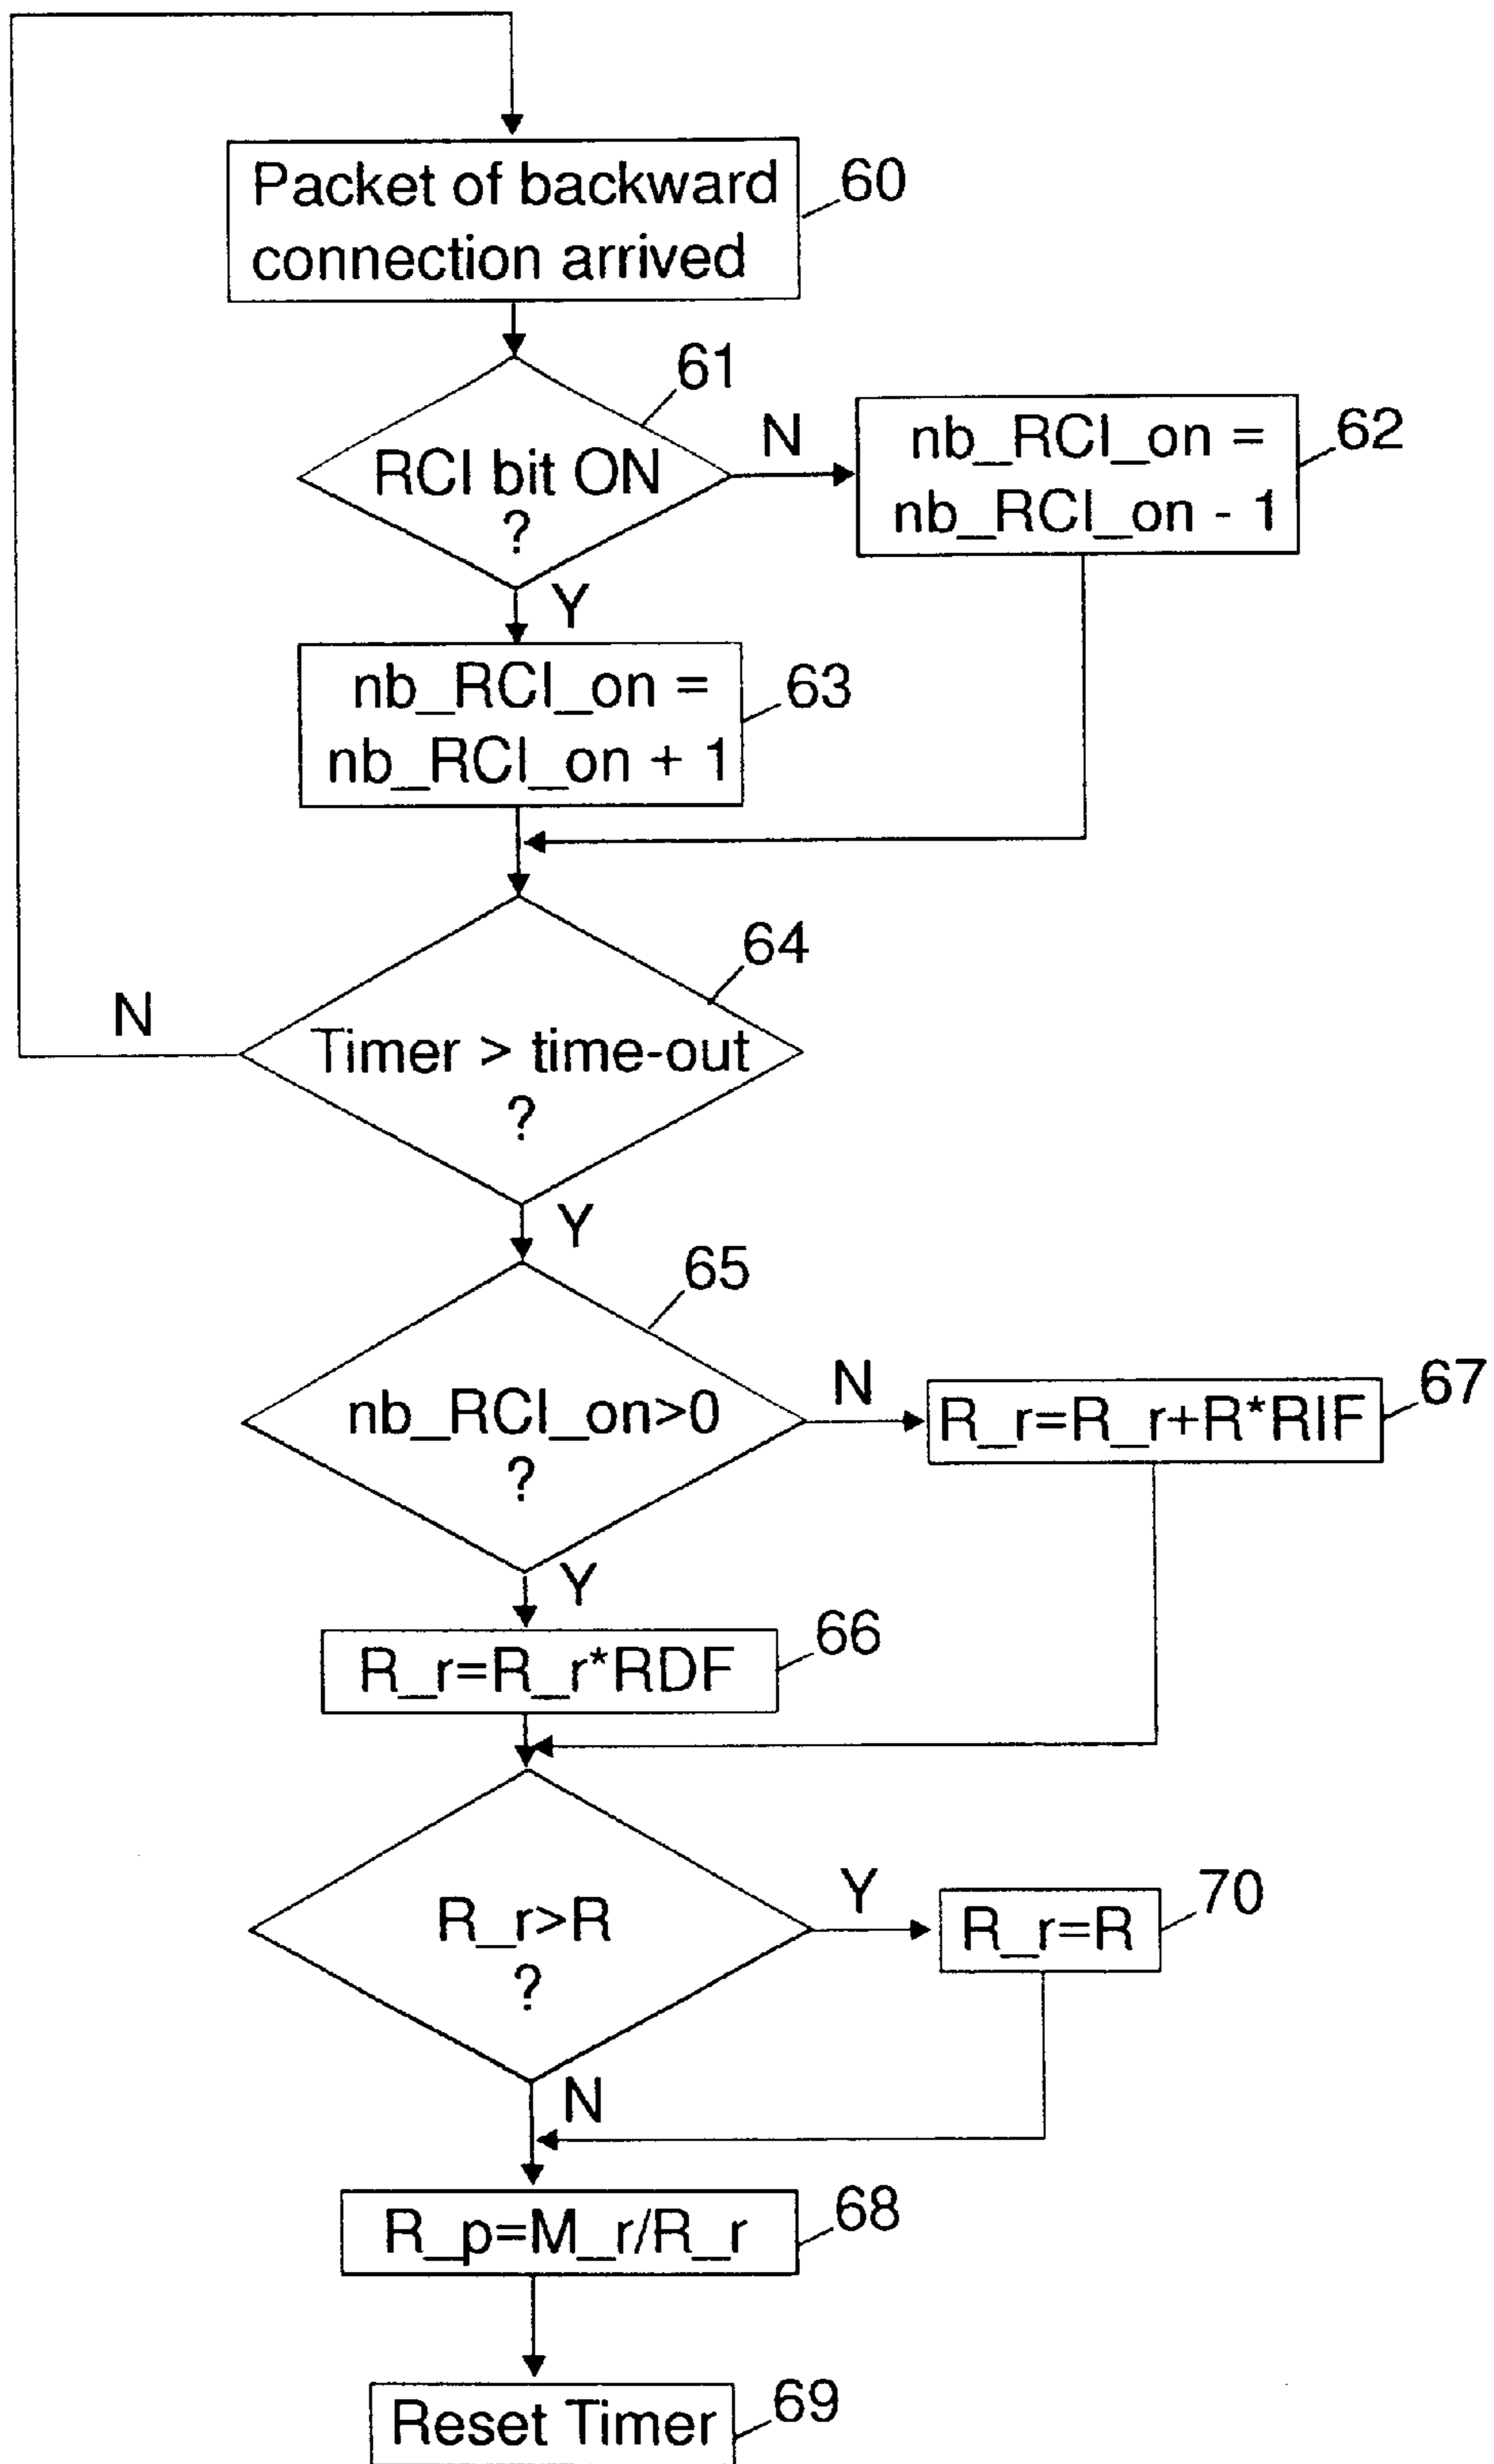 Packet of backward
connection arrived
60
61
RCI bit ON
?
N
nb_RCI_on =
nb_RCI_on - 1
62
Y
nb_RCI_on =
nb_RCI_on + 1
63
64
N
Timer > time-out
?
Y
65
nb_RCI_on>0
?
N
R_r=R_r+R*RIF
67
Y
R_r=R_r*RDF
66
R_r>R
?
Y
R_r=R
70
N
R_p=M_r/R_r
68
Reset Timer
69